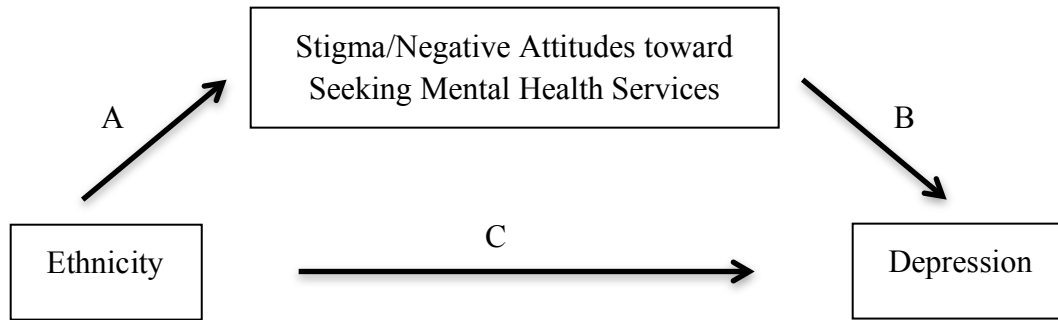 Stigma/Negative Attitudes toward
Seeking Mental Health Services
A
B
C
Ethnicity
Depression